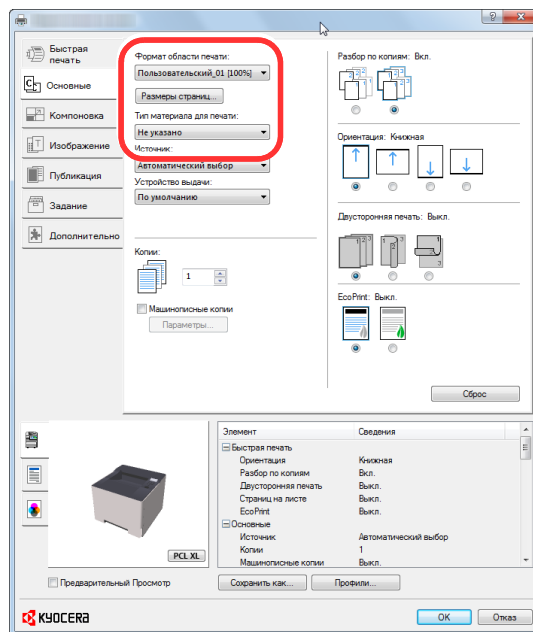 Быстрая
печать
Основные
Компоновка
Изображение
Публикация
Задание
Дополнительно
Формат области печати:
Пользовательский_01 [100%]
Размеры страниц...
Тип материала для печати:
Не указано
Источник:
Автоматический выбор
Устройство выдачи:
По умолчанию
Копии:
1
Машинописные копии
Параметры...
Разбор по копиям: Вкл.
Ориентация: Книжная
Двусторонняя печать: Выкл.
EcoPrint: Выкл.
Сброс
PCL XL
Предварительный Просмотр
Элемент Сведения
Быстрая печать
Ориентация Книжная
Разбор по копиям Вкл.
Двусторонняя печать Выкл.
Страниц на листе Выкл.
EcoPrint Выкл.
Основные
Источник Автоматический выбор
Копии 1
Машинописные копии Выкл.
Сохранить как... Профили...
KYOCERA
OK Отказ